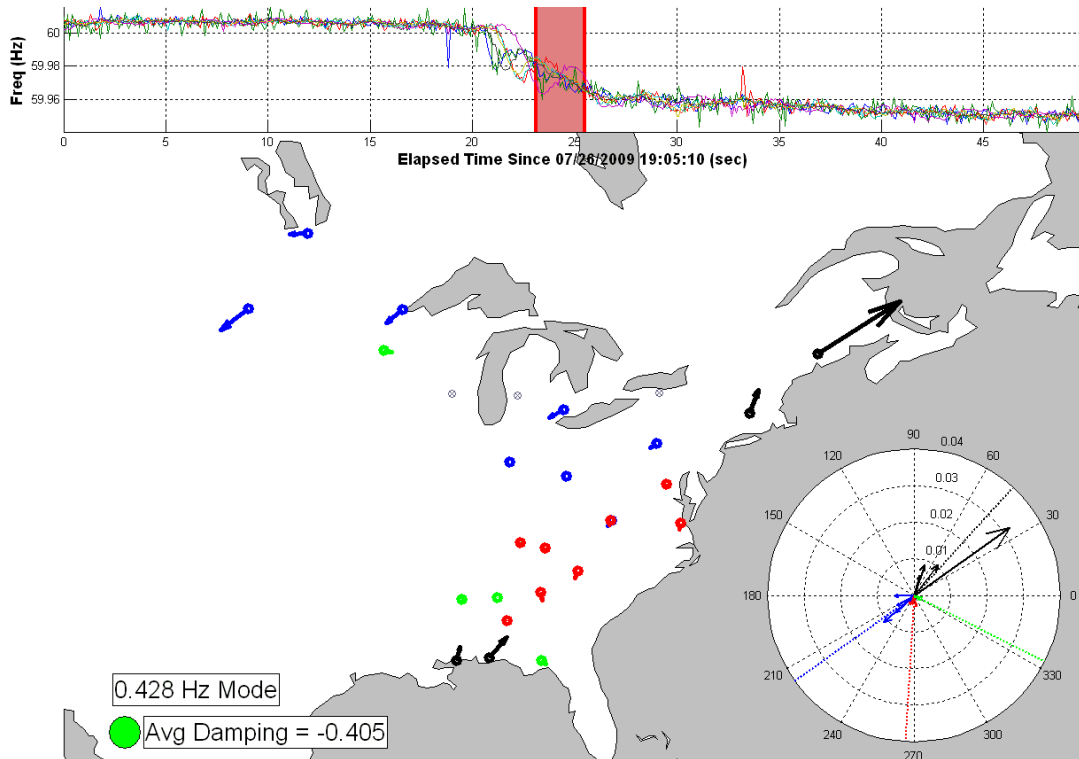 Freq (Hz)
60
59.98
59.96
0 5 10 15 20 25 30 35 40 45
Elapsed Time Since 07/26/2009 19:05:10 (sec)
90
120 0.04 60
0.03
150 0.02 30
0.01
180 0
210 330
240 300
270
0.428 Hz Mode
Avg Damping = -0.405